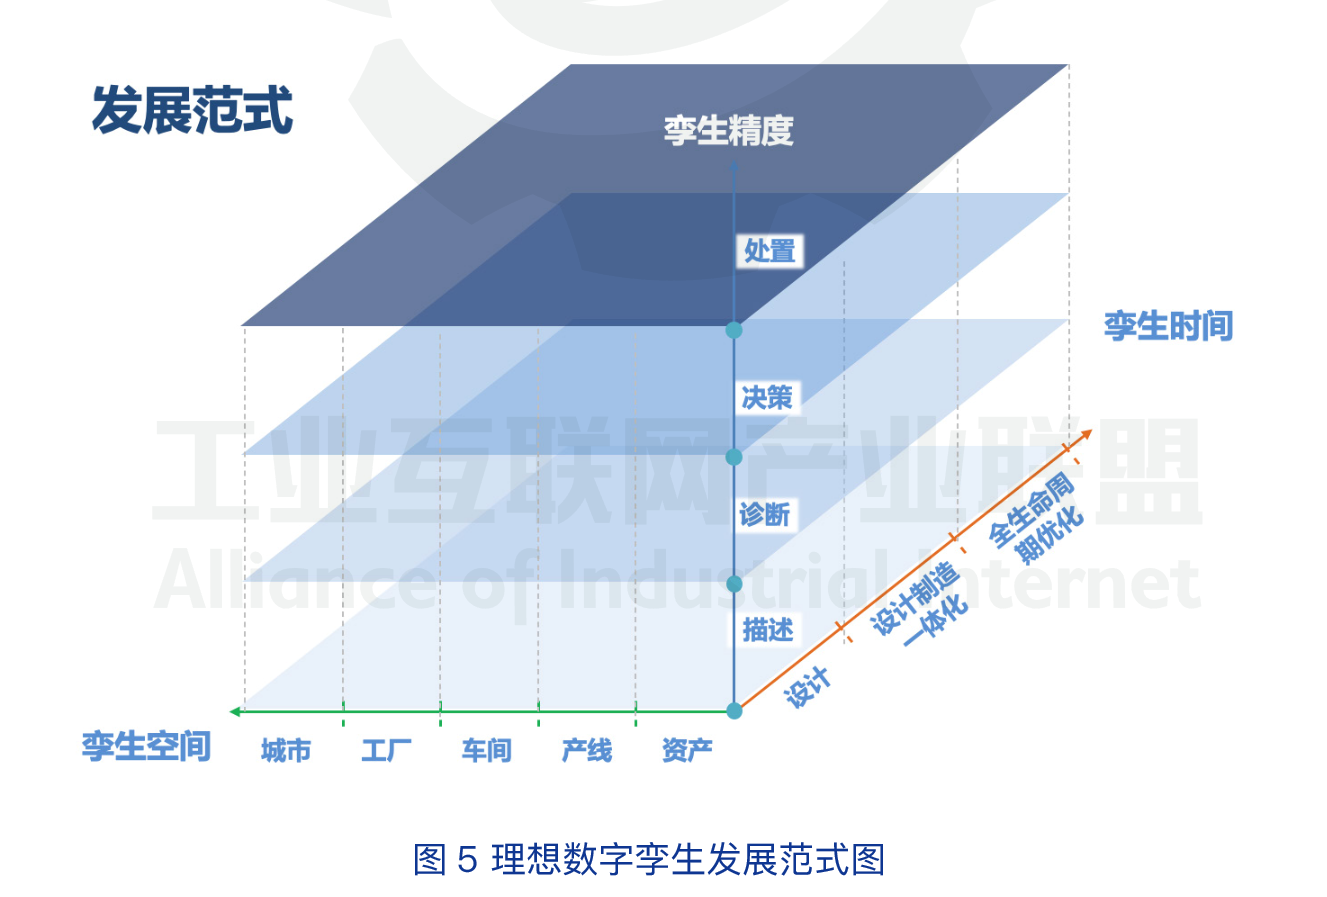 发展范式
孪生精度
处置
孪生时间
决策
工业互联网产业联盟
诊断
全生命周
期优化
Alliance of Industrial Internet
设计制造
一体化
描述
设计
孪生空间
城市 工厂 车间 产线 资产
图 5 理想数字孪生发展范式图